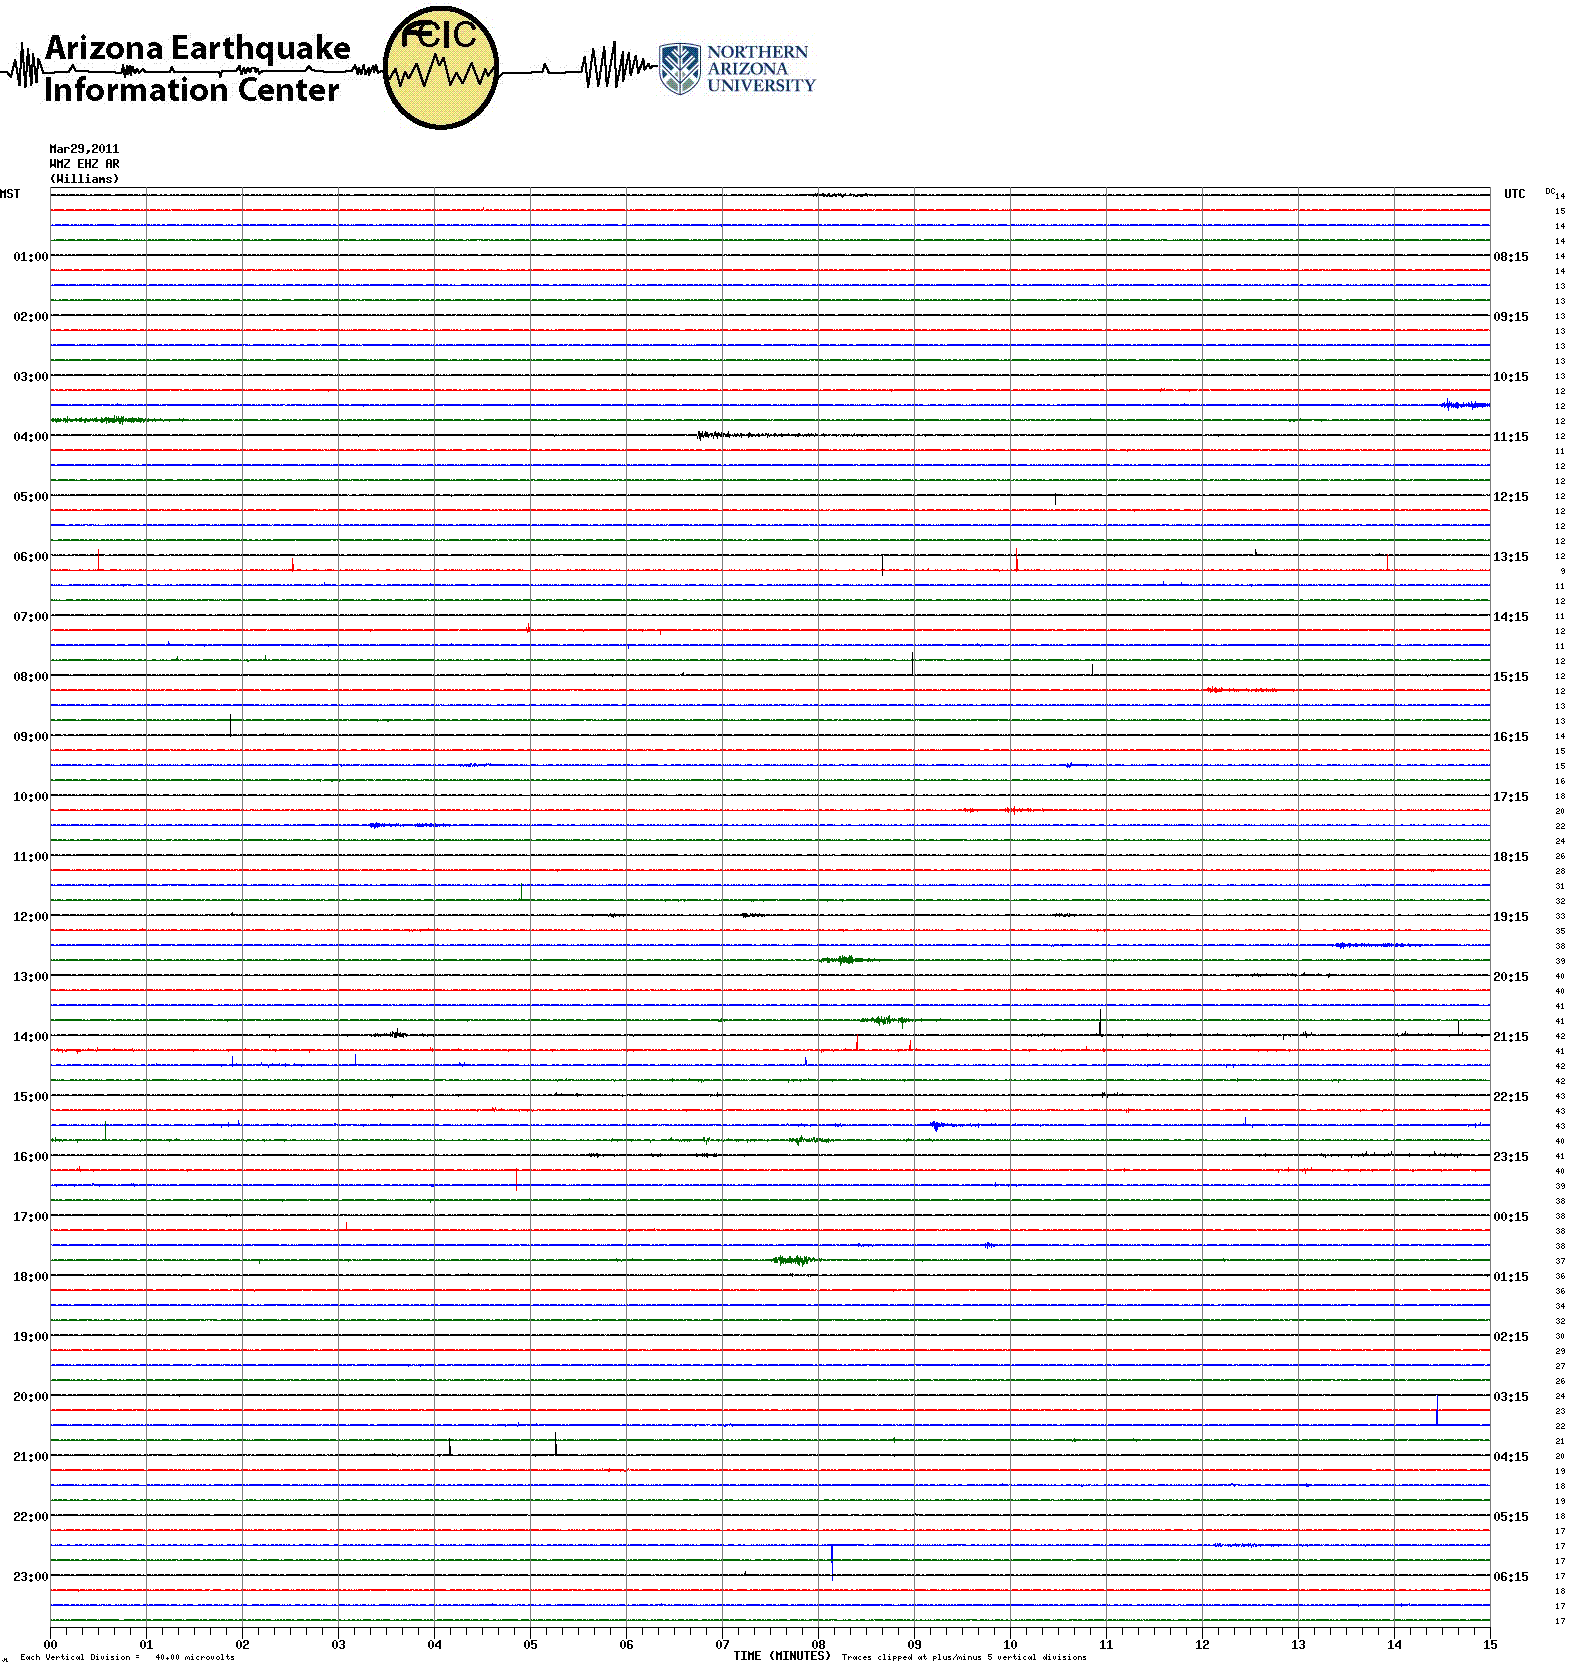 Arizona Earthquake
Information Center
AEIC
NORTHERN
ARIZONA
UNIVERSITY
Mar29,2011
WMZ EHZ AR
(Williams)
MST UTC DC 14
15
14
14
01:00 08:15 14
14
13
13
02:00 09:15 13
13
13
13
03:00 10:15 13
12
12
12
04:00 11:15 12
11
12
12
05:00 12:15 12
12
12
12
06:00 13:15 12
9
11
12
07:00 14:15 11
12
11
12
08:00 15:15 12
12
13
13
09:00 16:15 14
15
15
16
10:00 17:15 18
20
22
24
11:00 18:15 26
28
31
32
12:00 19:15 33
35
38
39
13:00 20:15 40
40
41
41
14:00 21:15 42
41
42
42
15:00 22:15 43
43
43
40
16:00 23:15 41
40
39
38
17:00 00:15 38
38
38
37
18:00 01:15 36
36
34
32
19:00 02:15 30
29
27
26
20:00 03:15 24
23
22
21
21:00 04:15 20
19
18
19
22:00 05:15 18
17
17
17
23:00 06:15 17
18
17
17
00 01 02 03 04 05 06 07 08 09 10 11 12 13 14 15
TIME (MINUTES)
Each Vertical Division = 40.00 microvolts Traces clipped at plus/minus 5 vertical divisions